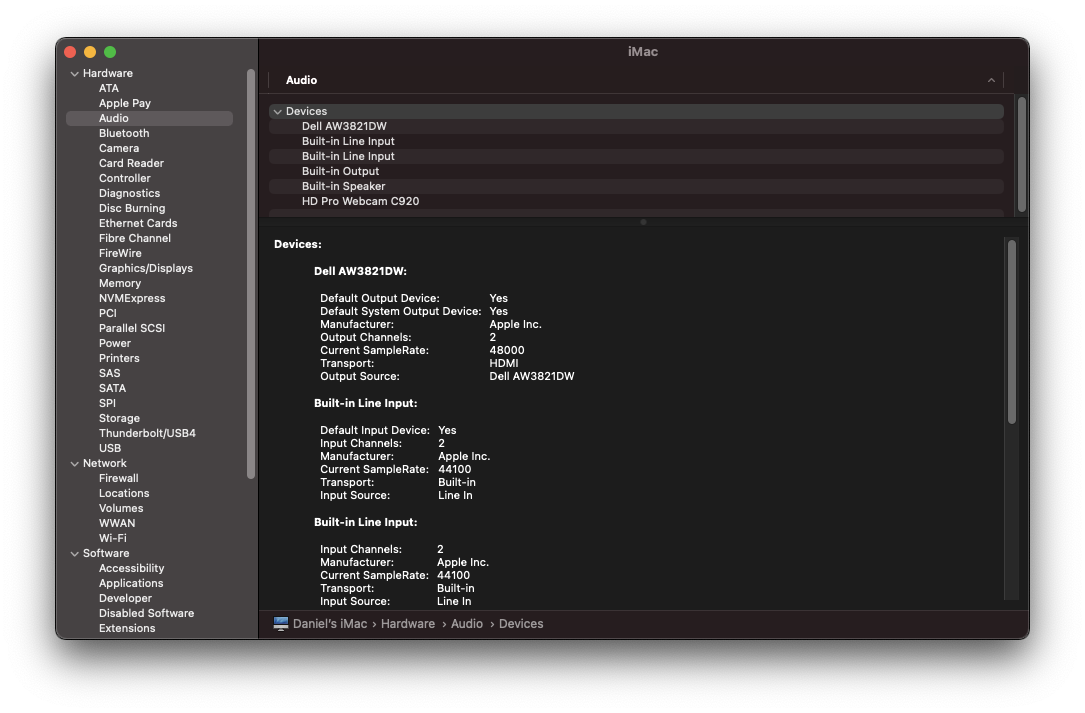 iMac
Hardware
ATA
Apple Pay
Audio
Bluetooth
Camera
Card Reader
Controller
Diagnostics
Disc Burning
Ethernet Cards
Fibre Channel
FireWire
Graphics/Displays
Memory
NVMExpress
PCI
Parallel SCSI
Power
Printers
SAS
SATA
SPI
Storage
Thunderbolt/USB4
USB
Network
Firewall
Locations
Volumes
WWAN
Wi-Fi
Software
Accessibility
Applications
Developer
Disabled Software
Extensions
Audio
Devices
Dell AW3821DW
Built-in Line Input
Built-in Line Input
Built-in Output
Built-in Speaker
HD Pro Webcam C920
Devices:
Dell AW3821DW:
Default Output Device: Yes
Default System Output Device: Yes
Manufacturer: Apple Inc.
Output Channels: 2
Current SampleRate: 48000
Transport: HDMI
Output Source: Dell AW3821DW
Built-in Line Input:
Default Input Device: Yes
Input Channels: 2
Manufacturer: Apple Inc.
Current SampleRate: 44100
Transport: Built-in
Input Source: Line In
Built-in Line Input:
Input Channels: 2
Manufacturer: Apple Inc.
Current SampleRate: 44100
Transport: Built-in
Input Source: Line In
Daniel's iMac › Hardware › Audio › Devices